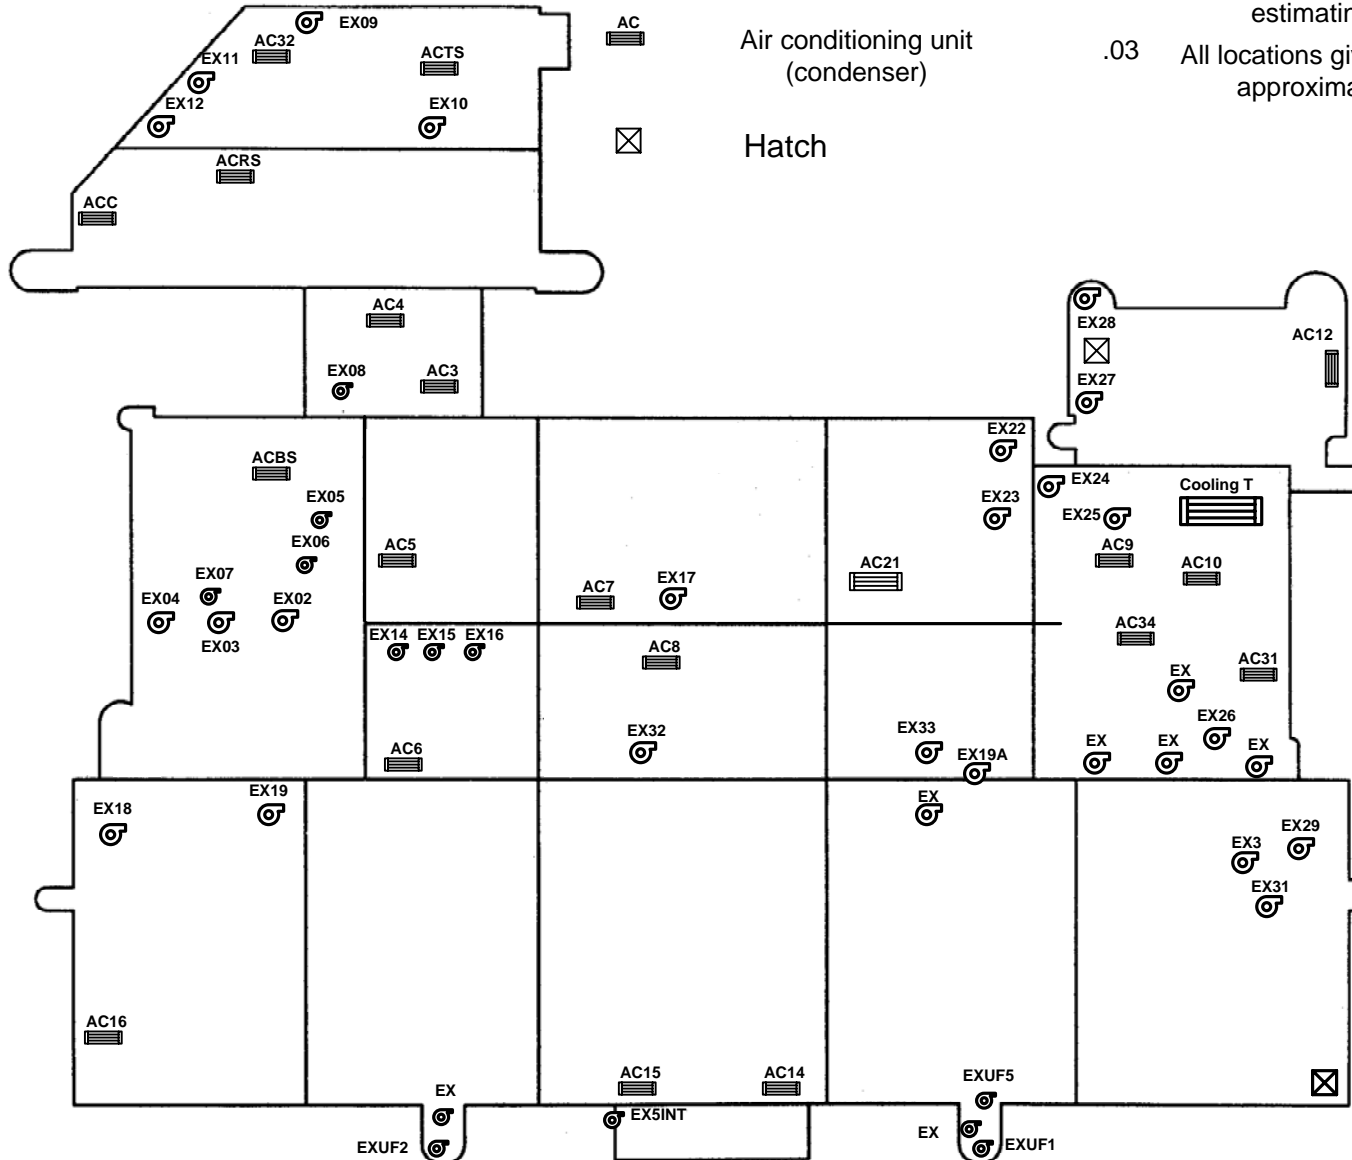 estimatin
EX09
AC
Air conditioning unit
(condenser)
.03 All locations gi
approxima
AC32
ACTS
EX11
EX12
EX10
Hatch
ACRS
ACC
AC4
EX28
AC12
EX08
AC3
EX27
EX22
ACBS
EX24
Cooling T
EX05
EX23
EX25
EX06
AC5
AC9
AC21
AC10
EX07
AC7
EX17
EX04
EX02
EX03
EX14
EX15
EX16
AC34
AC8
AC31
EX
EX26
EX32
EX33
EX19A
EX
EX
EX
AC6
EX18
EX19
EX
EX29
EX3
EX31
AC16
AC15
AC14
EXUF5
EX
EX5INT
EX
EXUF2
EXUF1